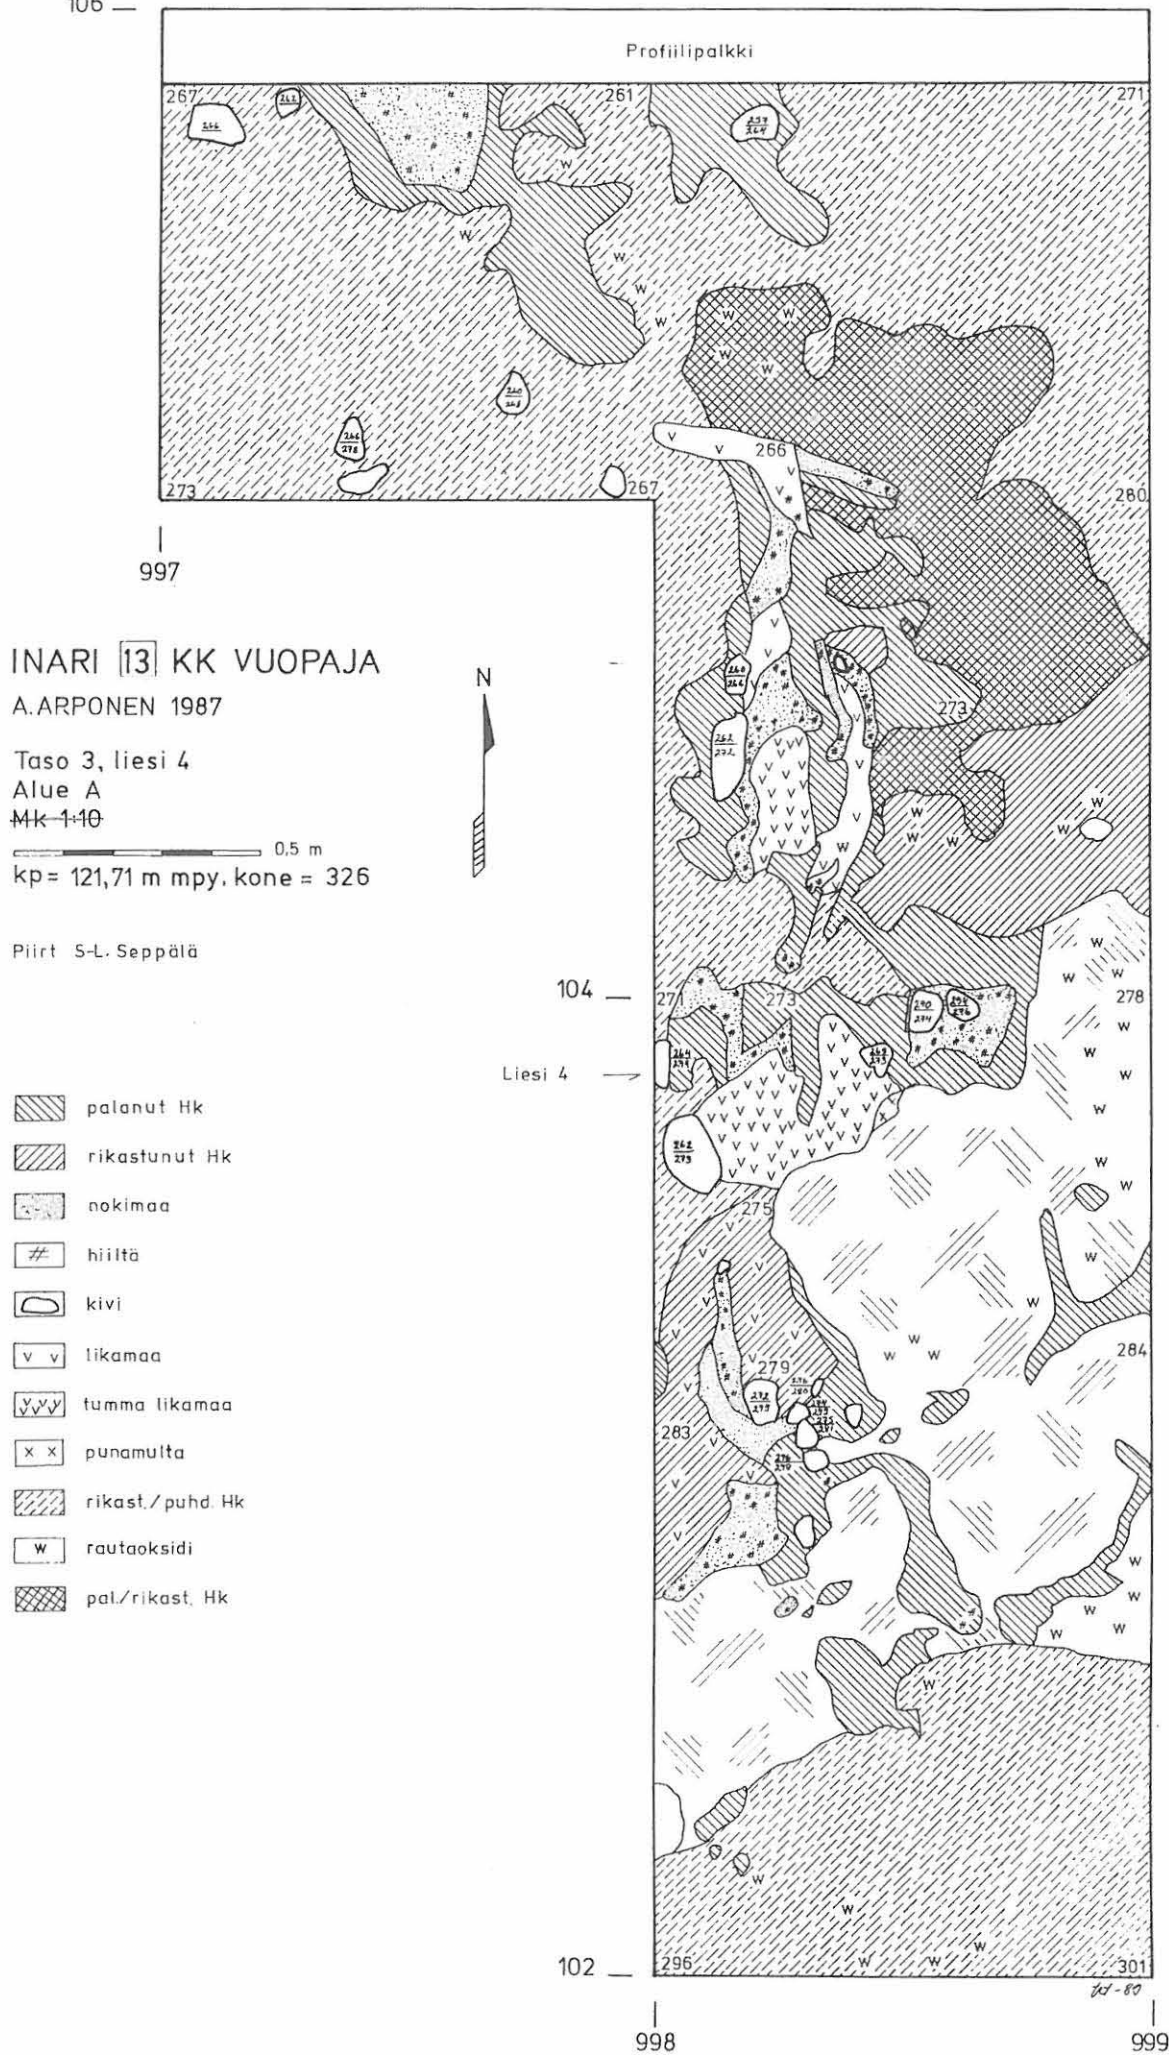 106
Profiilipalkki
267
261
271
266
273
267
280
997
INARI 13 KK VUOPAJA
A.ARPONEN 1987
N
Taso 3, liesi 4
Alue A
Mk 1:10
0,5 m
kp= 121,71 m mpy, kone = 326
Piirt S-L. Seppälä
273
104
271
273
278
Liesi 4
palanut Hk
rikastunut Hk
nokimaa
hiiltä
kivi
v v likamaa
tumma likamaa
x x punamulta
rikast./puhd. Hk
w rautaoksidi
pal./rikast. Hk
275
279
284
283
102
296
301
998
999